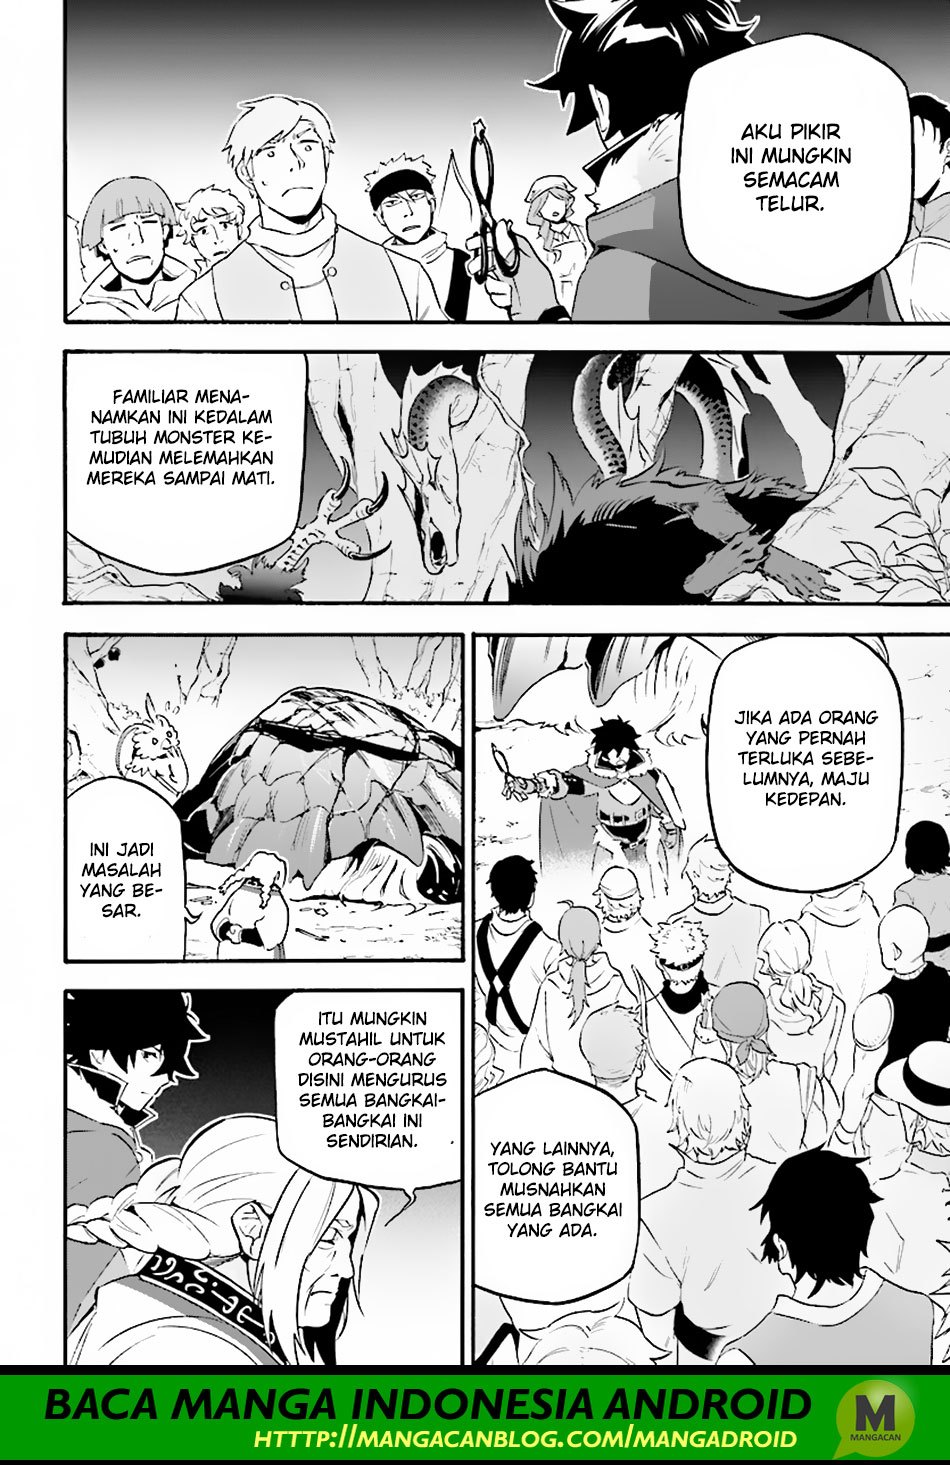 AKU PIKIR
INI MUNGKIN
SEMACAM
TELUR.
FAMILIAR MENA-
NAMKAN INI KEDALAM
TUBUH MONSTER KE-
MUDIAN MELEMAHKAN
MEREKA SAMPAI MATI.
JIKA ADA ORANG
YANG PERNAH
TERLUKA SEBE-
LUMNYA, MAJU
KEDEPAN.
YANG LAINNYA,
TOLONG BANTU
MUSNAHKAN
SEMUA BANGKAI
YANG ADA.
INI JADI
MASALAH
YANG BE-
SAR.
ITU MUNGKIN
MUSTAHIL UNTUK
ORANG-ORANG
DISINI MENGURUS
SEMUA BANGKAI-
BANGKAI INI
SENDIRIAN.
BACA MANGA INDONESIA ANDROID
HTTTP://MANGACANBLOG.COM/MANGADROID
M
MANGACAN